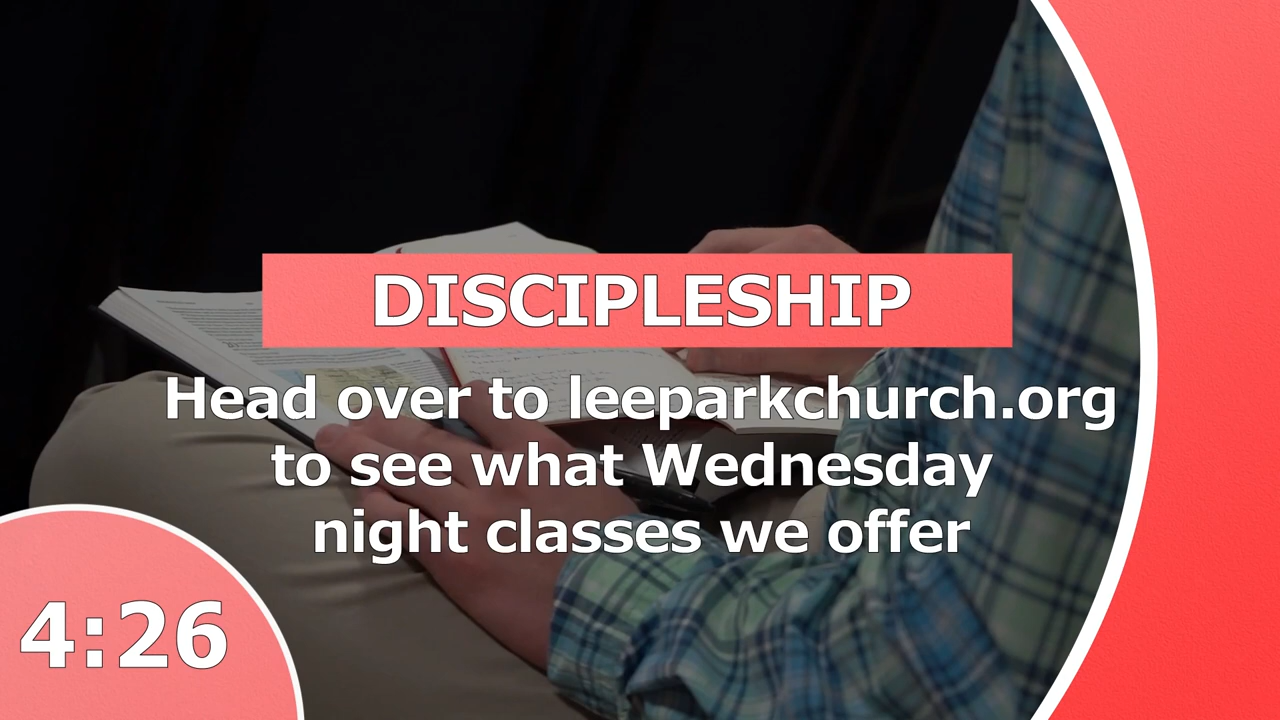 DISCIPLESHIP
Head over to leeparkchurch.org
to see what Wednesday
night classes we offer
4:26